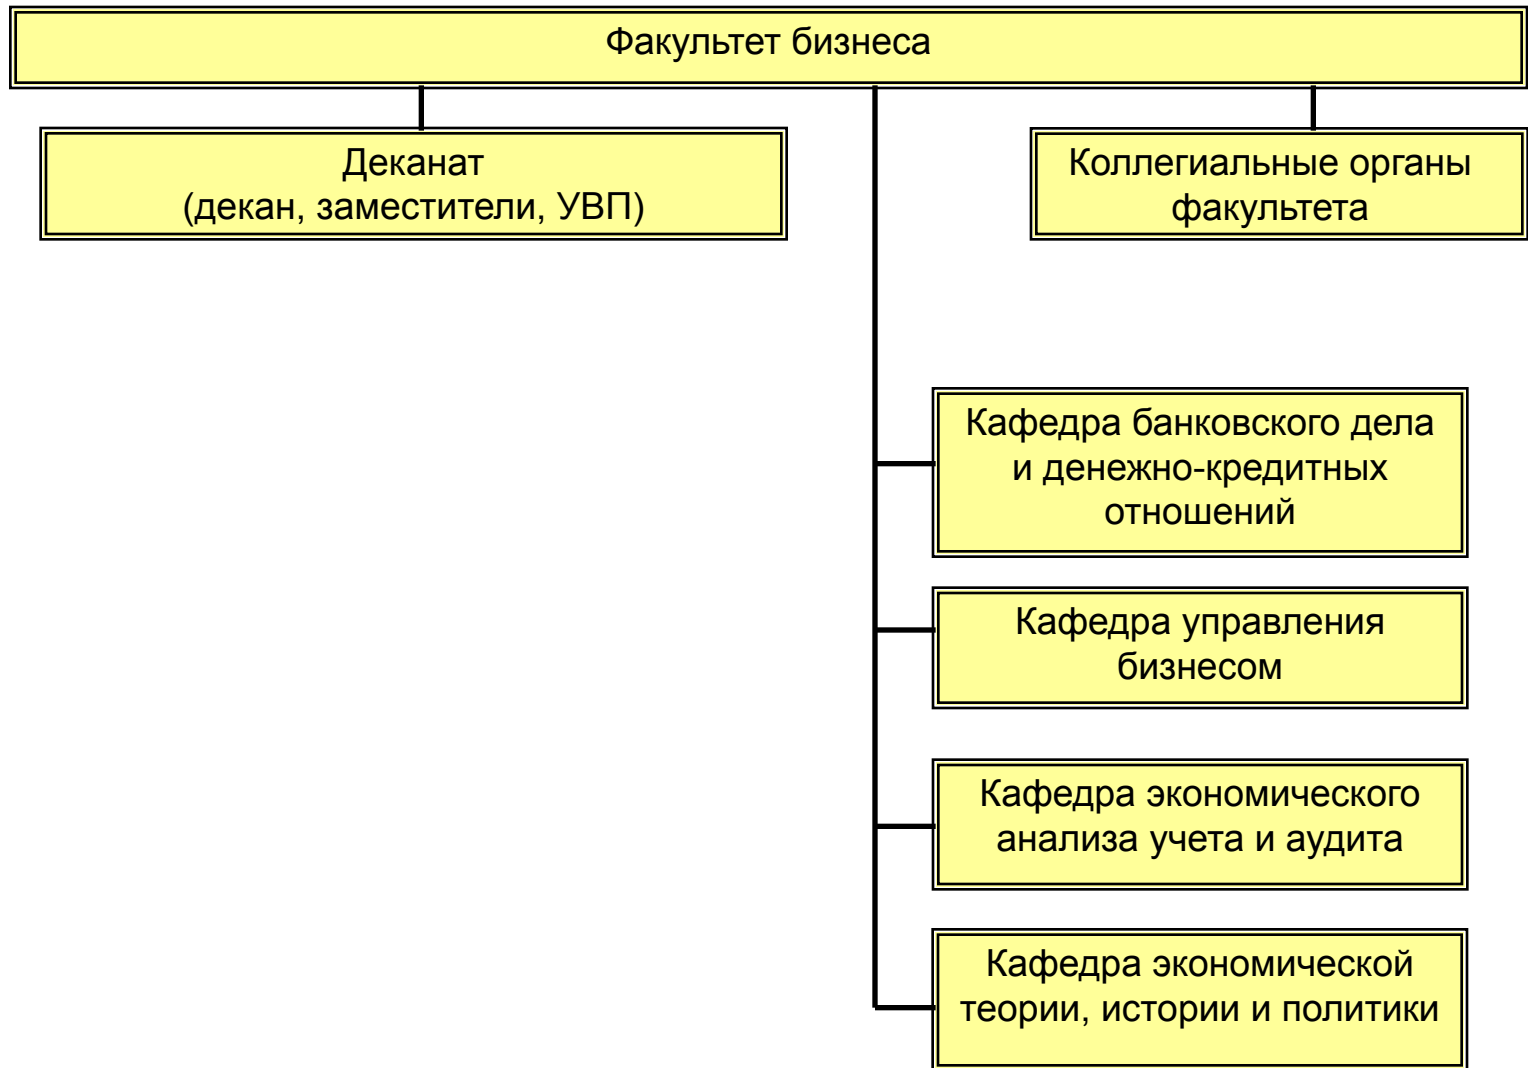 Факультет бизнеса
Деканат
(декан, заместители, УВП)
Коллегиальные органы
факультета
Кафедра банковского дела
и денежно-кредитных
отношений
Кафедра управления
бизнесом
Кафедра экономического
анализа учета и аудита
Кафедра экономической
теории, истории и политики